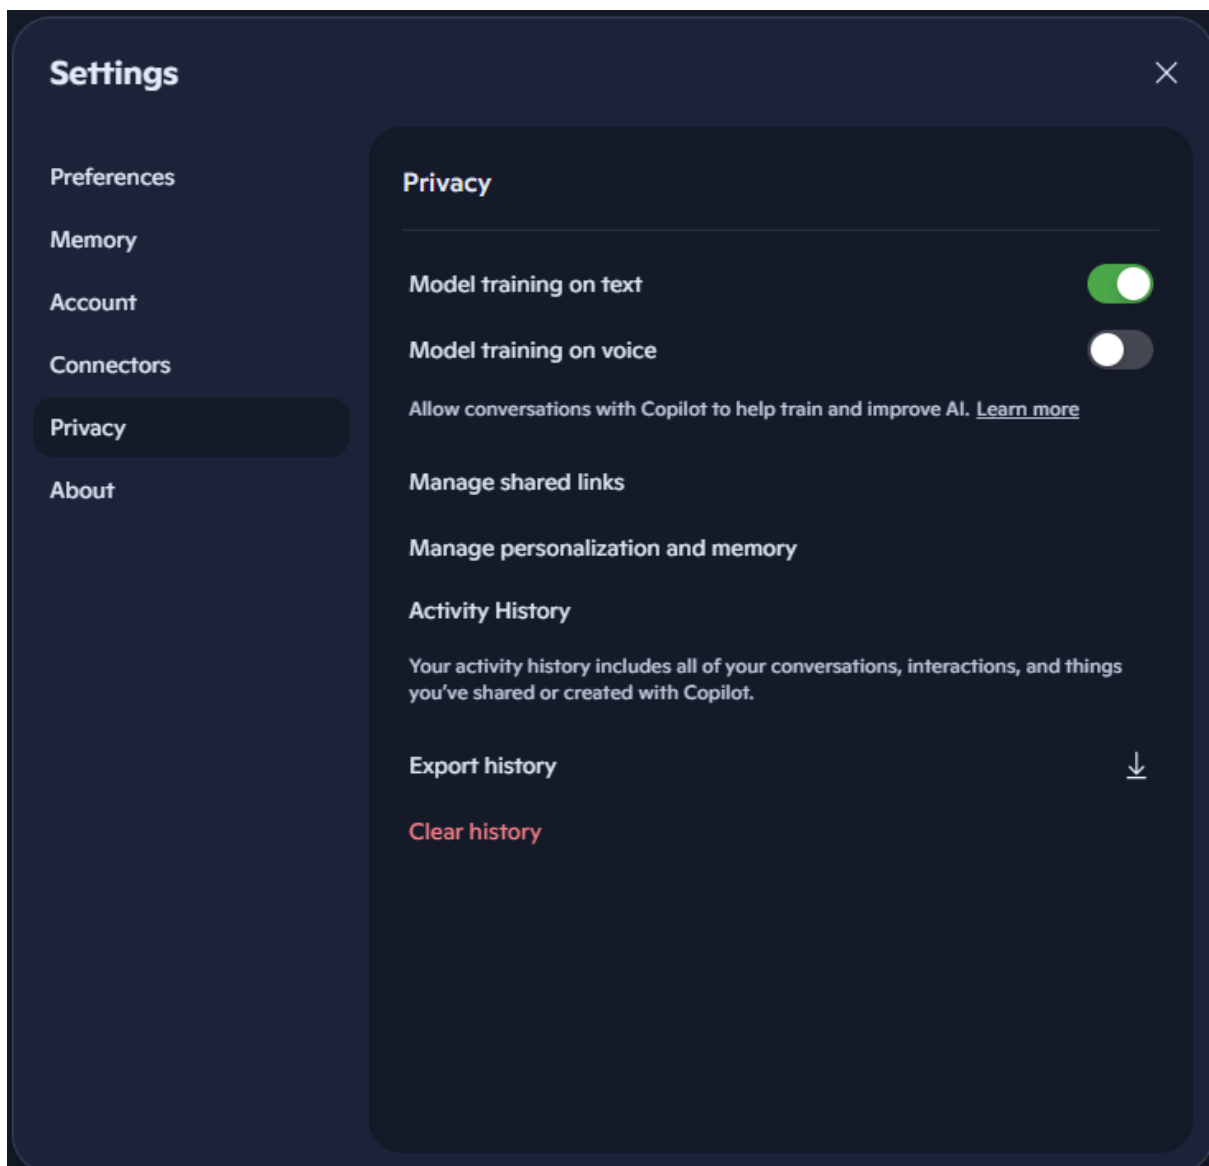 Settings
Preferences
Memory
Account
Connectors
Privacy
About
Privacy
Model training on text
Model training on voice
Allow conversations with Copilot to help train and improve AI. Learn more
Manage shared links
Manage personalization and memory
Activity History
Your activity history includes all of your conversations, interactions, and things
you’ve shared or created with Copilot.
Export history
Clear history